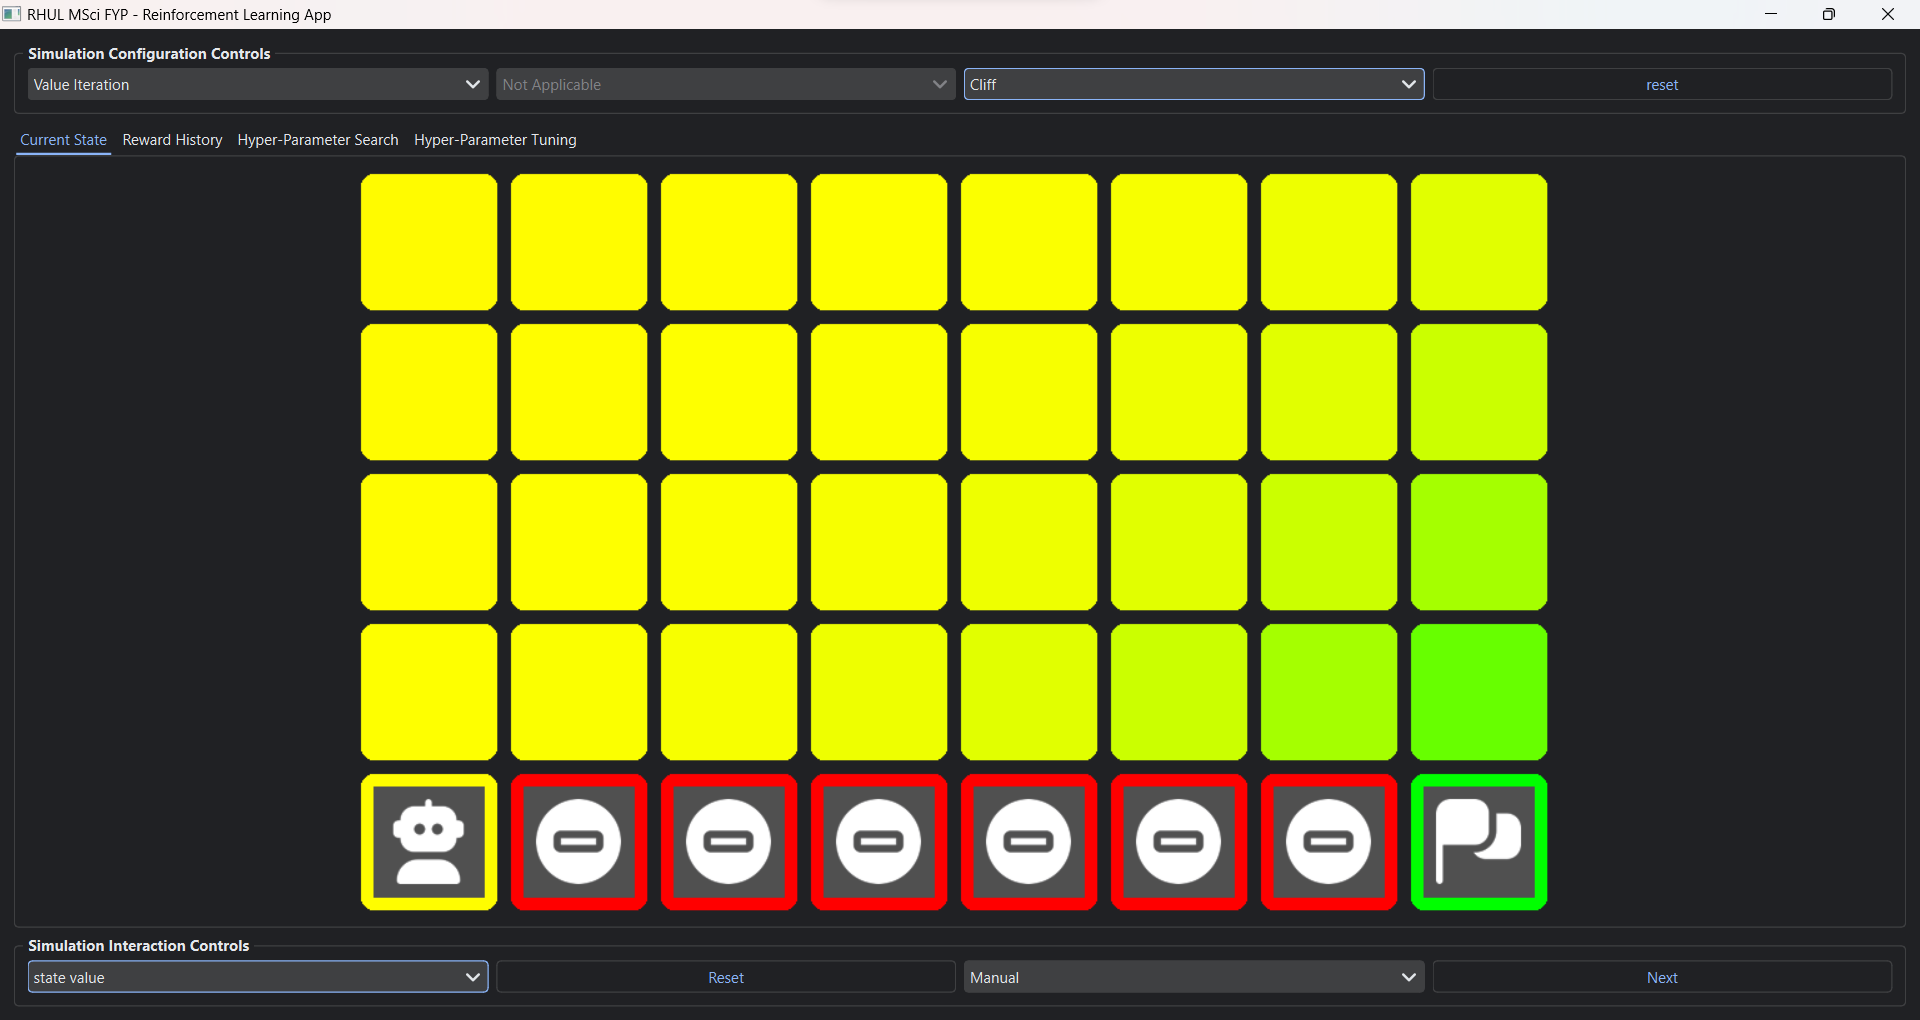 RHUL MSci FYP - Reinforcement Learning App
Simulation Configuration Controls
Value Iteration
Not Applicable
Cliff
reset
Current State
Reward History
Hyper-Parameter Search
Hyper-Parameter Tuning
Simulation Interaction Controls
state value
Reset
Manual
Next